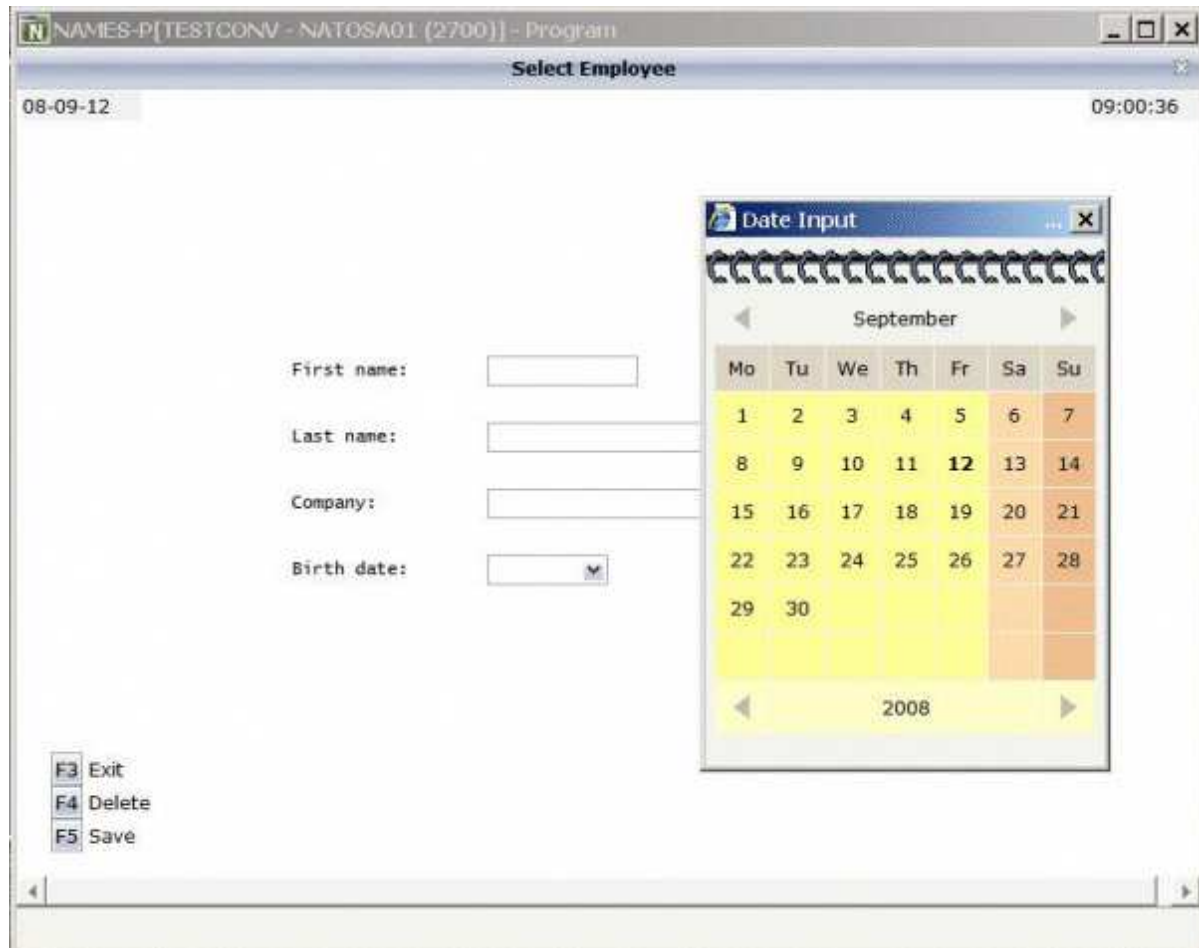 NAMES-P[TESTCONV - NATOSA01 (2700)] - Program
Select Employee
08-09-12 09:00:36
Date Input ...
September
Mo Tu We Th Fr Sa Su
1 2 3 4 5 6 7
8 9 10 11 12 13 14
15 16 17 18 19 20 21
22 23 24 25 26 27 28
29 30
2008
First name:
Last name:
Company:
Birth date:
F3 Exit
F4 Delete
F5 Save